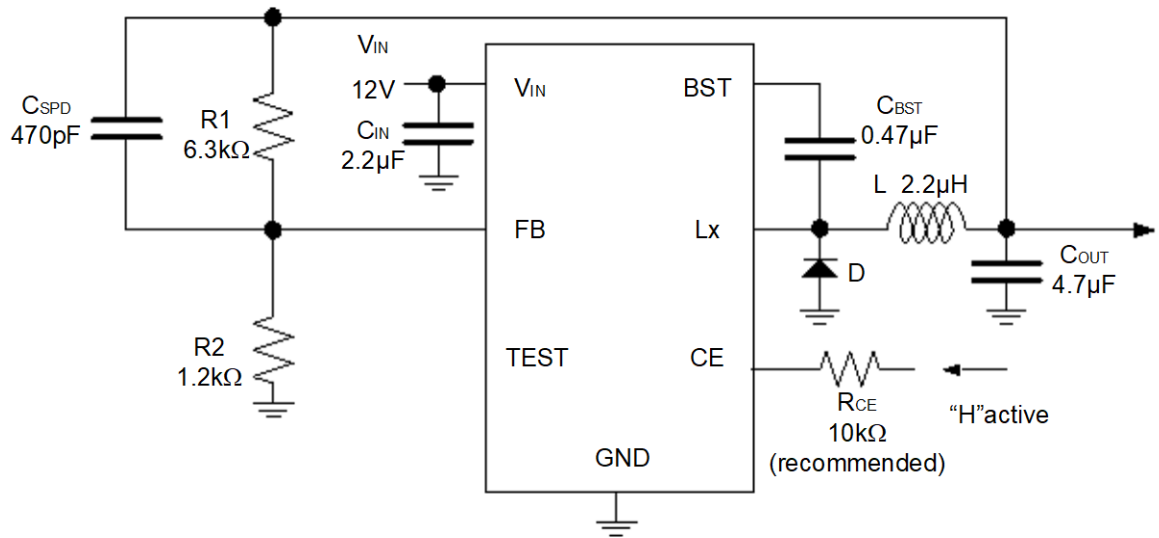 CSPD
470pF
R1
6.3kΩ
VIN
12V
CIN
2.2µF
R2
1.2kΩ
VIN
BST
FB
Lx
TEST
CE
GND
CBST
0.47µF
L 2.2µH
D
COUT
4.7µF
RCE
10kΩ
(recommended)
“H”active